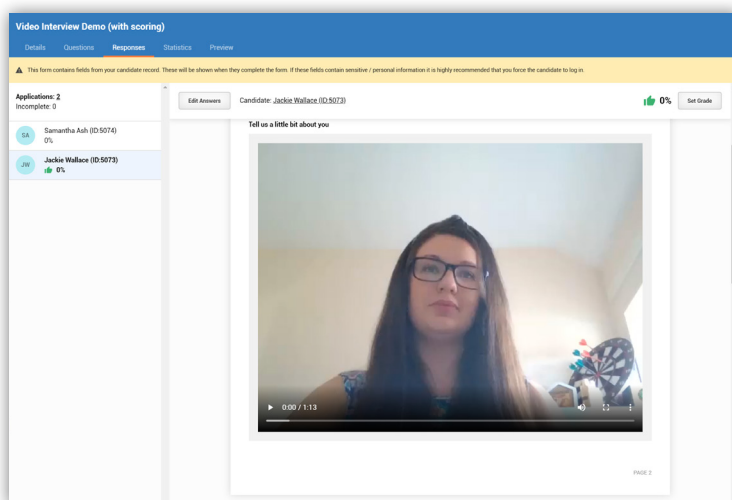 Video Interview Demo (with scoring)
Details Questions Responses Statistics Preview
This form contains fields from your candidate record. These will be shown when they complete the form. If these fields contain sensitive / personal information it is highly recommended that you force the candidate to log in.
Applications: 2
Incomplete: 0
Edit Answers Candidate: Jackie Wallace (ID:5073) 0% Set Grade
SA Samantha Ash (ID:5074)
0%
JW Jackie Wallace (ID:5073)
0%
Tell us a little bit about you
0:00 / 1:13
PAGE 2